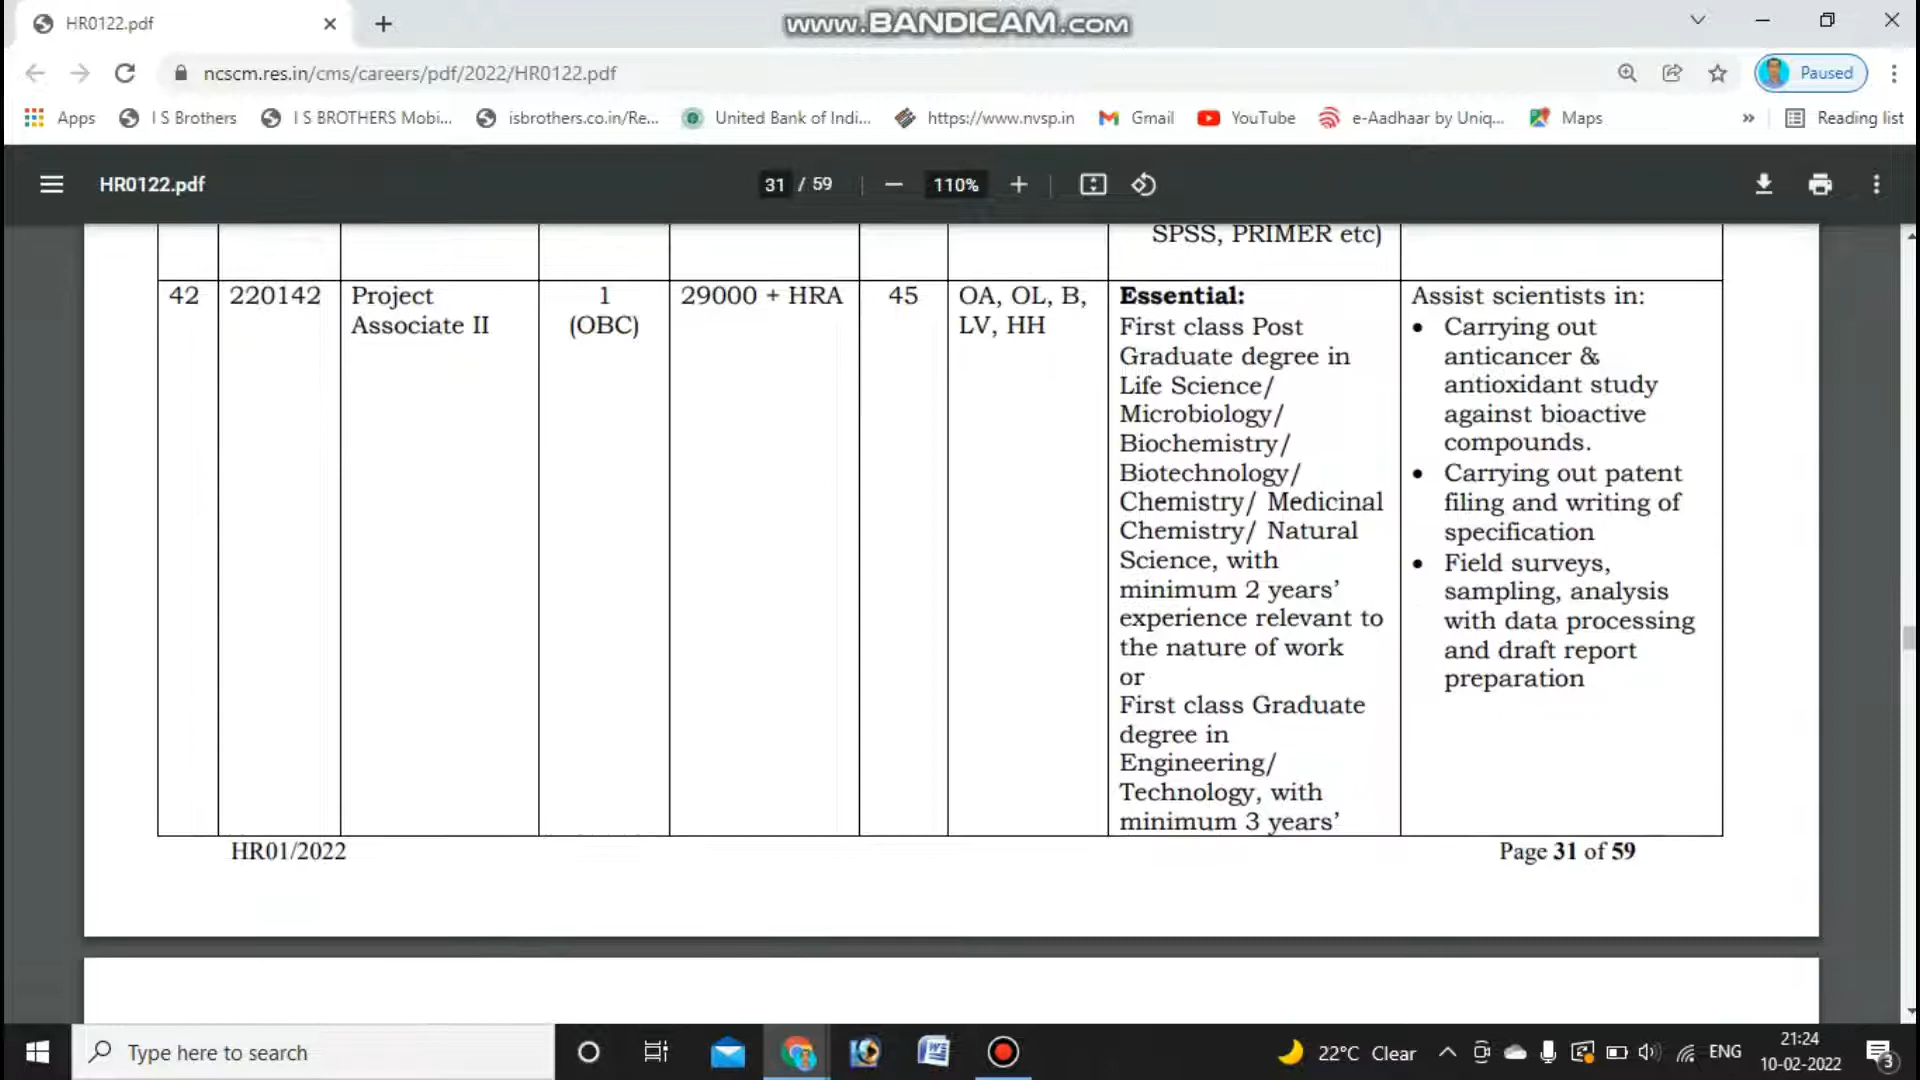 HR0122.pdf
www.BANDICAM.com
ncscm.res.in/cms/careers/pdf/2022/HR0122.pdf
Paused
Apps
I S Brothers
I S BROTHERS Mobi...
isbrothers.co.in/Re...
United Bank of Indi...
https://www.nvsp.in
Gmail
YouTube
e-Aadhaar by Uniq...
Maps
»
Reading list
HR0122.pdf
31 / 59
110%
SPSS, PRIMER etc)
42
220142
Project
Associate II
1
(OBC)
29000 + HRA
45
OA, OL, B,
LV, HH
Essential:
First class Post
Graduate degree in
Life Science/
Microbiology/
Biochemistry/
Biotechnology/
Chemistry/ Medicinal
Chemistry/ Natural
Science, with
minimum 2 years’
experience relevant to
the nature of work
or
First class Graduate
degree in
Engineering/
Technology, with
minimum 3 years’
Assist scientists in:
• Carrying out
anticancer &
antioxidant study
against bioactive
compounds.
• Carrying out patent
filing and writing of
specification
• Field surveys,
sampling, analysis
with data processing
and draft report
preparation
HR01/2022
Page 31 of 59
Type here to search
22°C Clear
ENG
21:24
10-02-2022
3